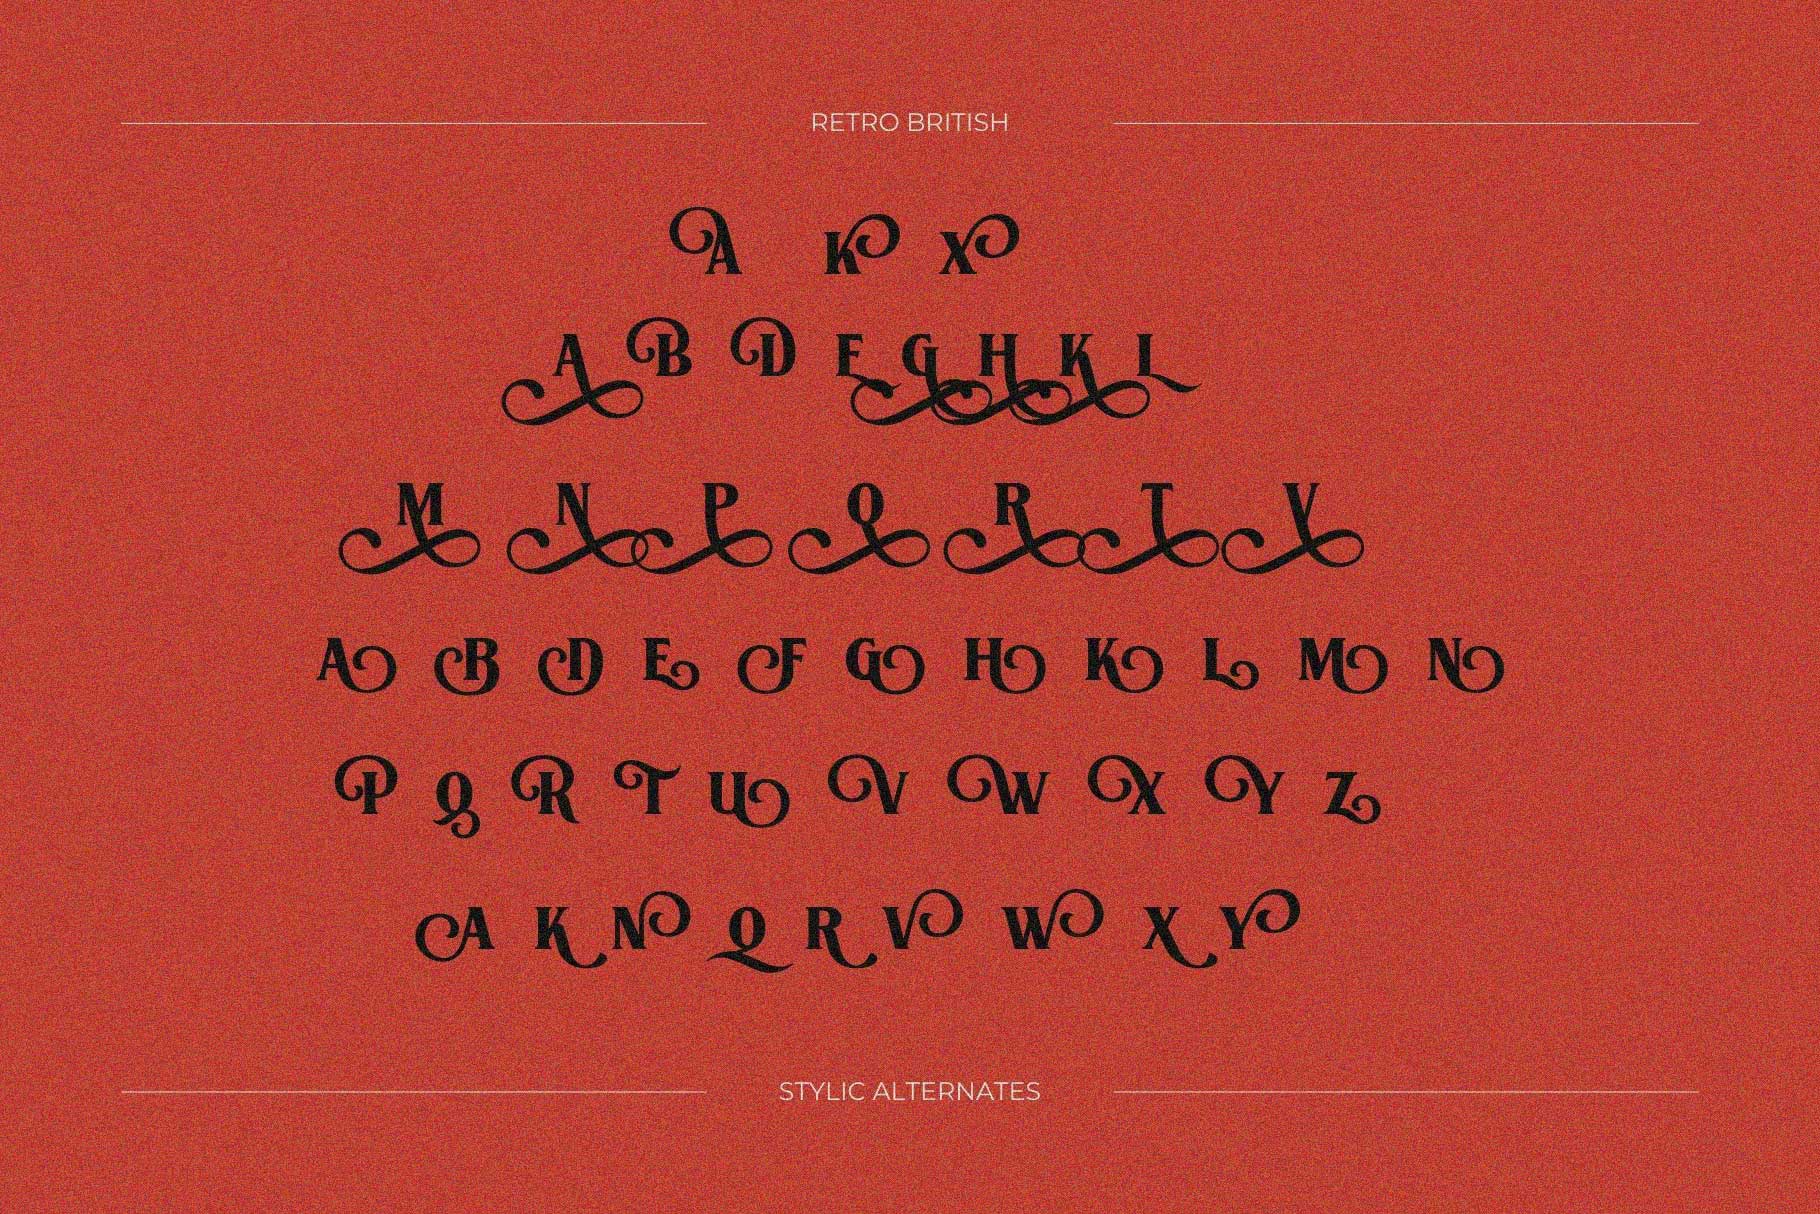 RETRO BRITISH
A K X
A B D E G H K L
M N P Q R T V
A B D E F G H K L M N
P Q R T U V W X Y Z
A K N Q R V W X Y
STYLIC ALTERNATES